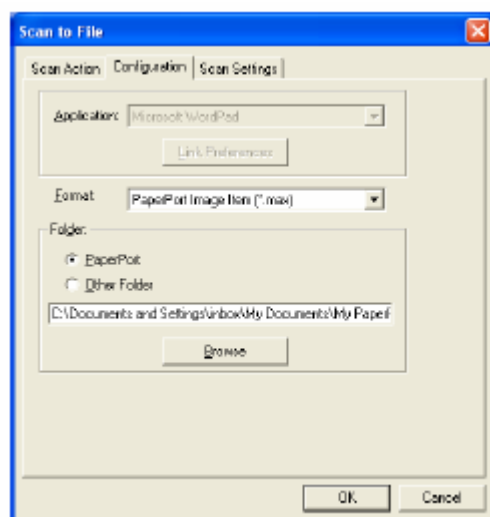 Scan to File
Scan Action Configuration Scan Settings
Application: Microsoft WordPad
Link Preferences
Format PaperPort Image Item (*.max)
Folder:
PaperPort
Other Folder
C:\Documents and Settings\inbox\My Documents\My PaperF
Browse
OK Cancel